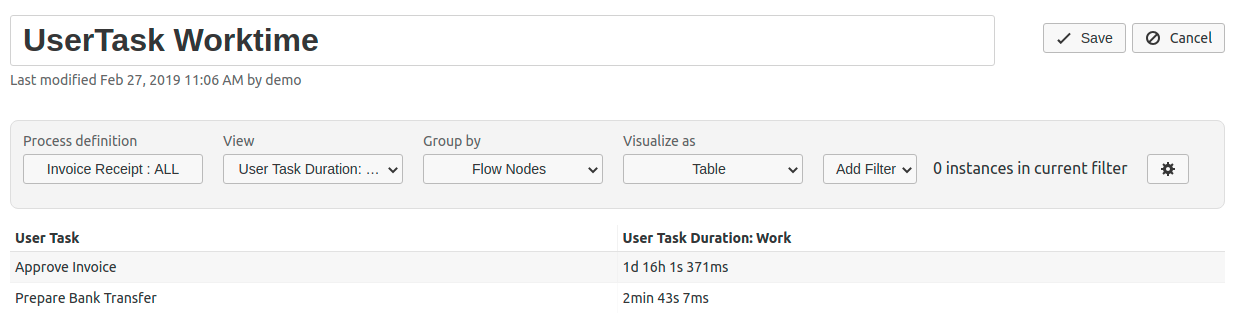 UserTask Worktime
Save
Cancel
Last modified Feb 27, 2019 11:06 AM by demo
Process definition
View
Group by
Visualize as
Invoice Receipt : ALL
User Task Duration: ...
Flow Nodes
Table
Add Filter
0 instances in current filter
User Task
User Task Duration: Work
Approve Invoice
1d 16h 1s 371ms
Prepare Bank Transfer
2min 43s 7ms